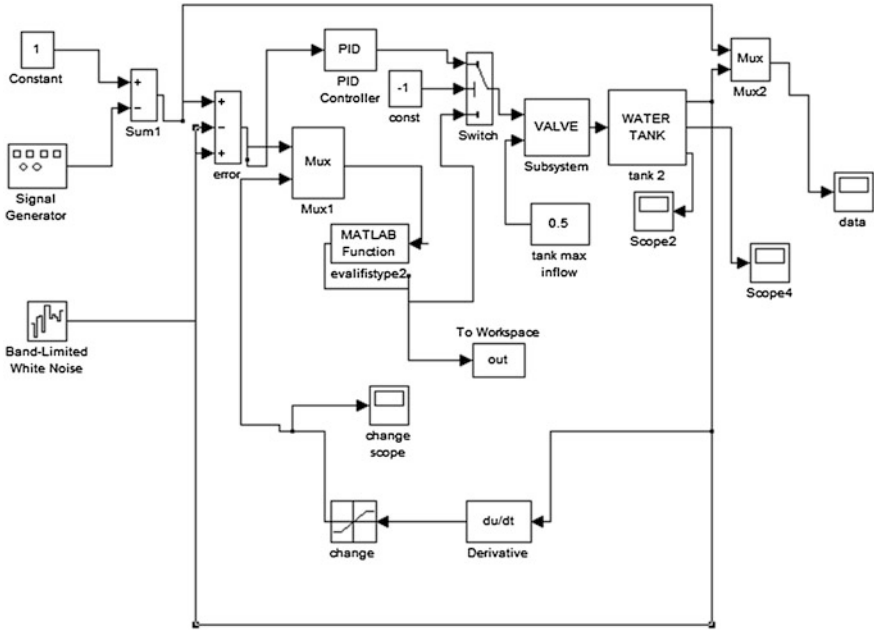 1
Constant
+
−
Sum1
Signal
Generator
+
−
+
error
PID
PID
Controller
-1
const
Switch
Mux
Mux1
MATLAB
Function
evalifistype2
VALVE
Subsystem
WATER
TANK
tank 2
0.5
tank max
inflow
Scope2
Mux
Mux2
data
Scope4
Band-Limited
White Noise
To Workspace
out
change
scope
change
du/dt
Derivative